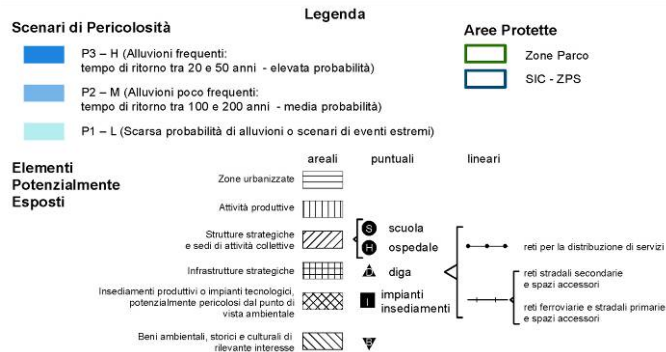 Legenda
Scenari di Pericolosità
P3 – H (Alluvioni frequenti:
tempo di ritorno tra 20 e 50 anni - elevata probabilità)
P2 – M (Alluvioni poco frequenti:
tempo di ritorno tra 100 e 200 anni - media probabilità)
P1 – L (Scarsa probabilità di alluvioni o scenari di eventi estremi)
Aree Protette
Zone Parco
SIC - ZPS
Elementi
Potenzialmente
Esposti
areali puntuali lineari
Zone urbanizzate
Attività produttive
Strutture strategiche
e sedi di attività collettive
S scuola
H ospedale
Infrastrutture strategiche
D diga
Insediamenti produttivi o impianti tecnologici,
potenzialmente pericolosi dal punto di
vista ambientale
I impianti
insediamenti
Beni ambientali, storici e culturali di
rilevante interesse
B
reti per la distribuzione di servizi
reti stradali secondarie
e spazi accessori
reti ferroviarie e stradali primarie
e spazi accessori